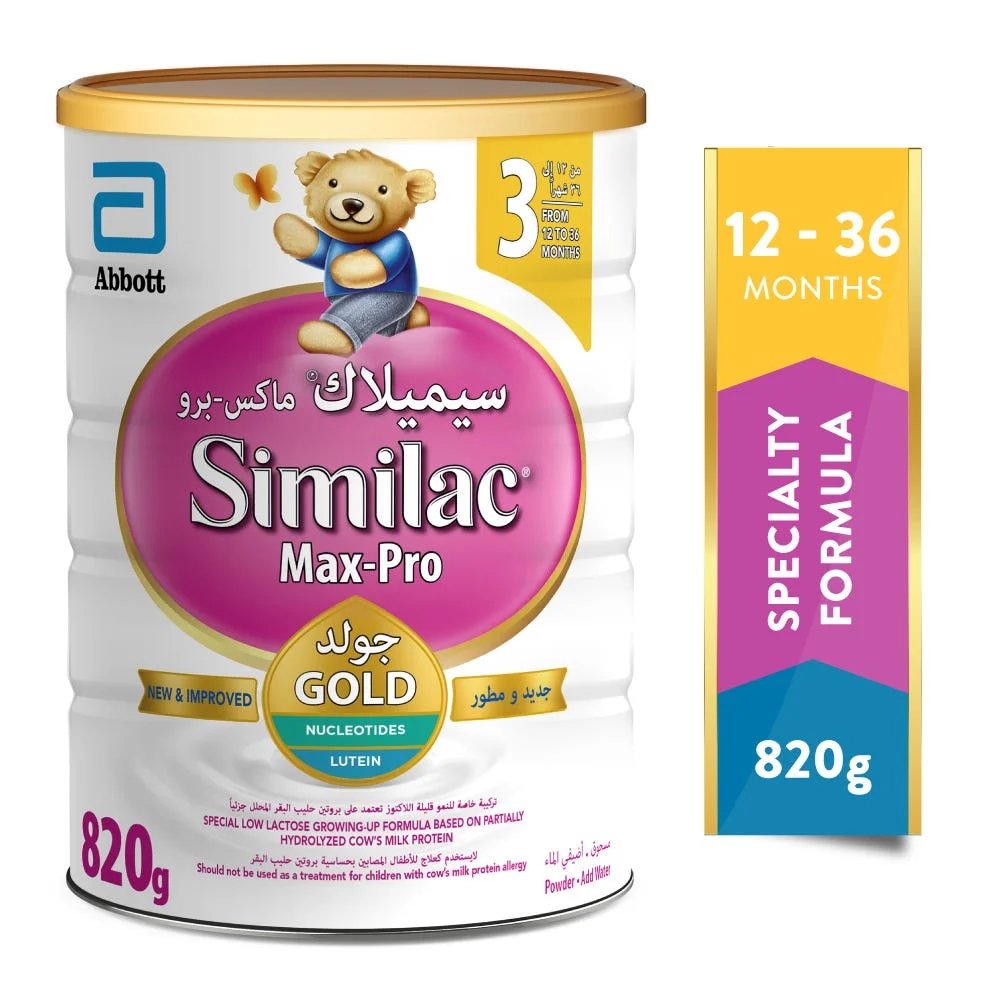 Abbott
3
من ١٢ إلى
٣٦ شهراً
FROM
12 TO 36
MONTHS
سيميلاك® ماكس-برو
Similac®
Max-Pro
جولد
GOLD
NEW & IMPROVED
جديد و مطور
NUCLEOTIDES
LUTEIN
تركيبة خاصة للنمو قليلة اللاكتوز تعتمد على بروتين حليب البقر المحلل جزئياً
SPECIAL LOW LACTOSE GROWING-UP FORMULA BASED ON PARTIALLY
HYDROLYZED COW'S MILK PROTEIN
لايستخدم كعلاج للأطفال المصابين بحساسية بروتين حليب البقر
Should not be used as a treatment for children with cow's milk protein allergy
820g
مسحوق . أضيفي الماء
Powder • Add Water
12 - 36
MONTHS
SPECIALTY
FORMULA
820g